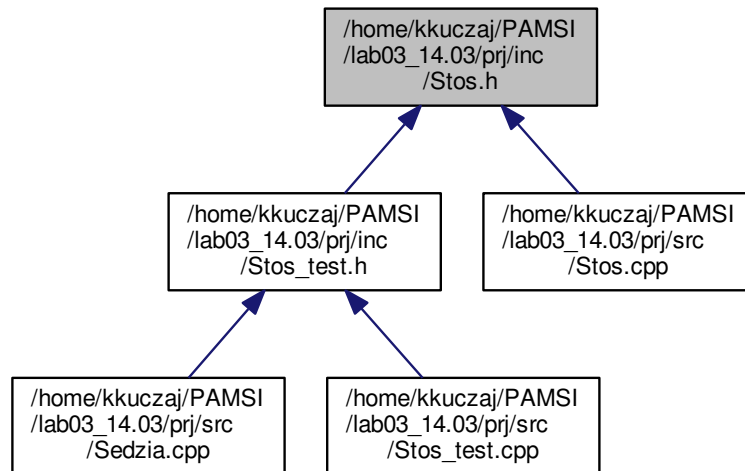 /home/kkuczaj/PAMSI
/lab03_14.03/prj/inc
/Stos.h
/home/kkuczaj/PAMSI
/lab03_14.03/prj/inc
/Stos_test.h
/home/kkuczaj/PAMSI
/lab03_14.03/prj/src
/Stos.cpp
/home/kkuczaj/PAMSI
/lab03_14.03/prj/src
/Sedzia.cpp
/home/kkuczaj/PAMSI
/lab03_14.03/prj/src
/Stos_test.cpp